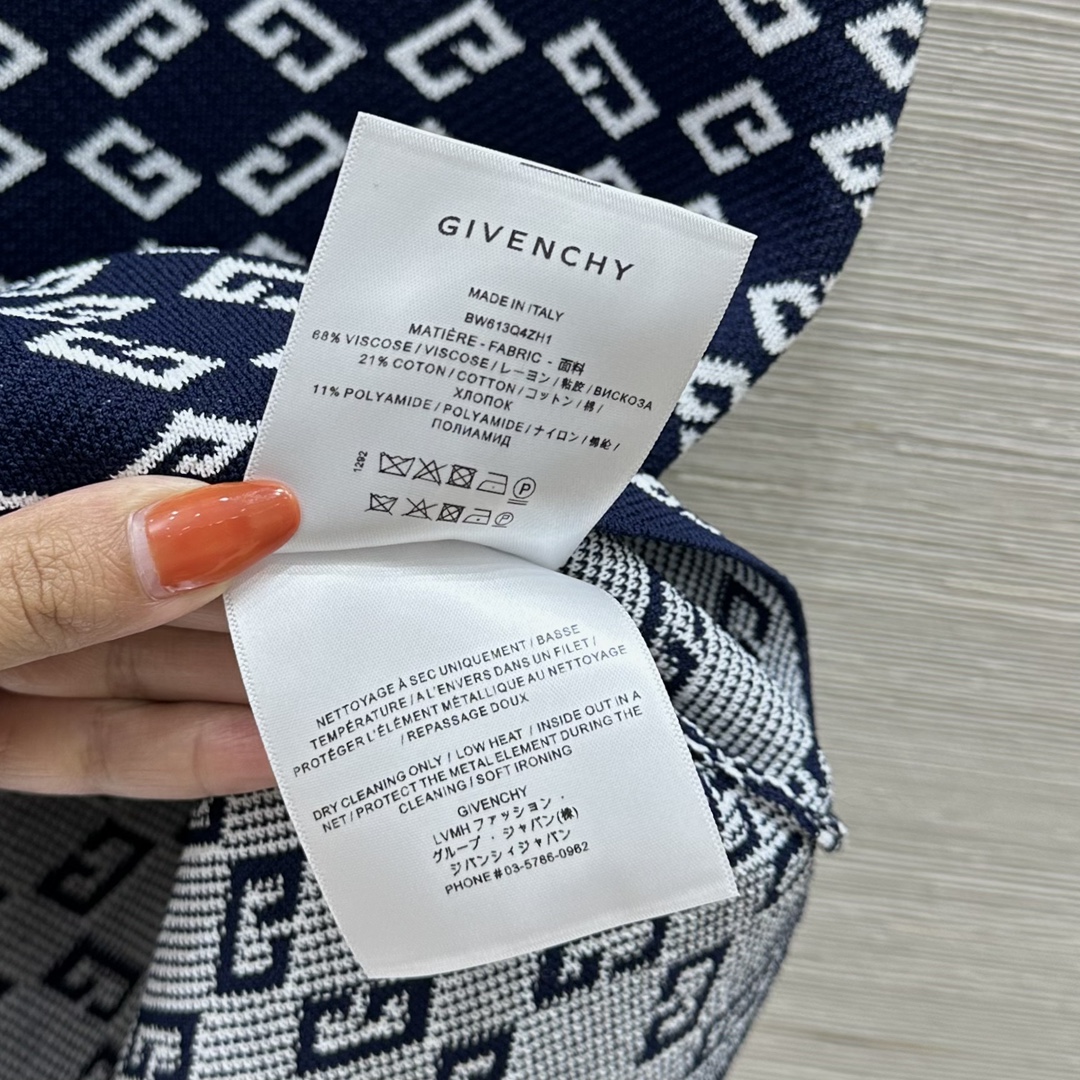 GIVENCHY
MADE IN ITALY
BW613Q4ZH1
MATIÈRE - FABRIC - 面料
68% VISCOSE / VISCOSE / レーヨン / 粘胶 / ВИСКОЗА
21% COTON / COTTON / コットン / 棉 /
ХЛОПОК
11% POLYAMIDE / POLYAMIDE / ナイロン / 锦纶 /
ПОЛИАМИД
1292
P
P
NETTOYAGE À SEC UNIQUEMENT / BASSE
TEMPÉRATURE / A L'ENVERS DANS UN FILET /
PROTÉGER L'ÉLÉMENT MÉTALLIQUE AU NETTOYAGE
/ REPASSAGE DOUX
DRY CLEANING ONLY / LOW HEAT / INSIDE OUT IN A
NET / PROTECT THE METAL ELEMENT DURING THE
CLEANING / SOFT IRONING
GIVENCHY
LVMH ファッション ・
グループ ・ ジャパン(株)
ジバンシィジャパン
PHONE # 03-5786-0962